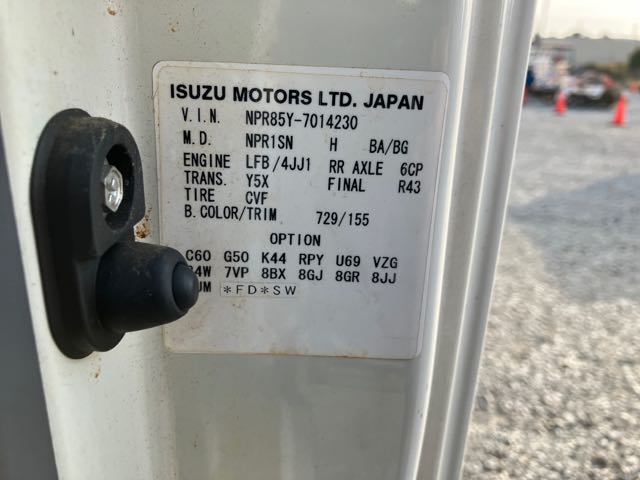 ISUZU MOTORS LTD. JAPAN
V.I.N. NPR85Y-7014230
M.D. NPR1SN H BA/BG
ENGINE LFB/4JJ1 RR AXLE 6CP
TRANS. Y5X FINAL R43
TIRE CVF
B.COLOR/TRIM 729/155
OPTION
C60 G50 K44 RPY U69 VZG
7VP 8BX 8GJ 8GR 8JJ
*FD*SW